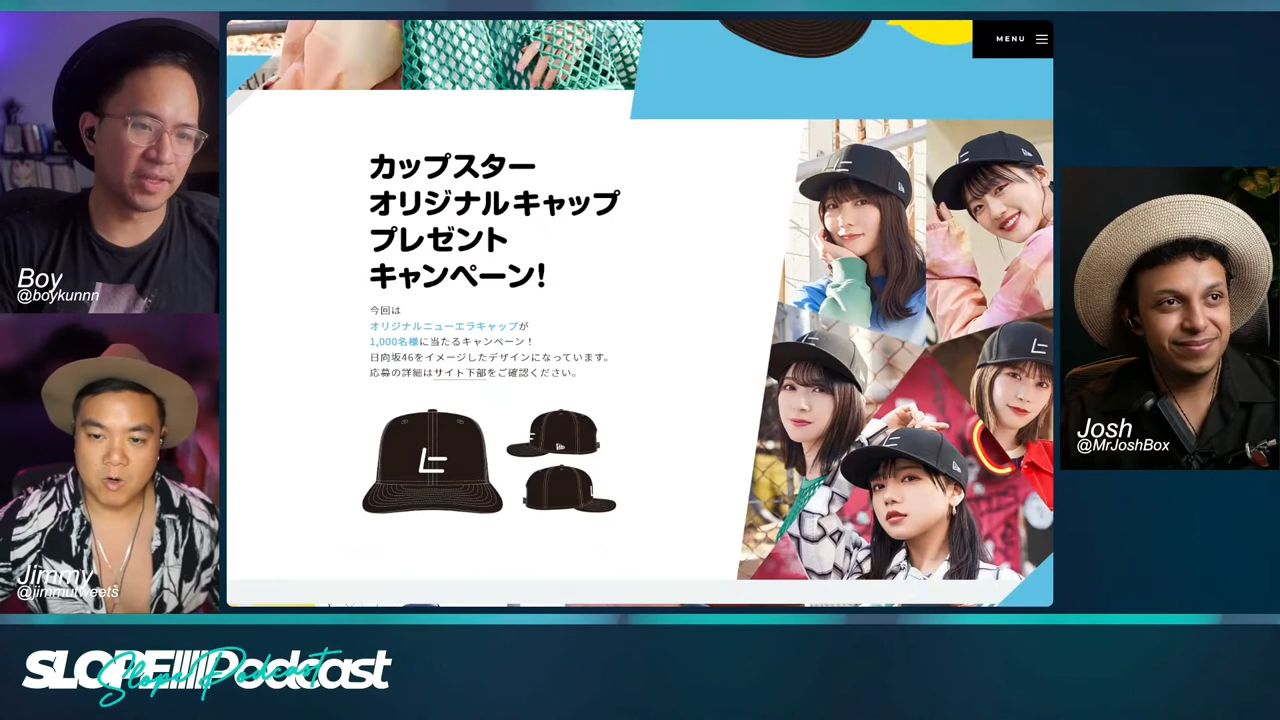 MENU
カップスター
オリジナルキャップ
プレゼント
キャンペーン!
今回は
オリジナルニューエラキャップが
1,000名様に当たるキャンペーン!
日向坂46をイメージしたデザインになっています。
応募の詳細はサイト下部をご確認ください。
Boy
@boykunnn
Jimmy
@jimmutweets
Josh
@MrJoshBox
SLOPE Podcast
Slope Podcast